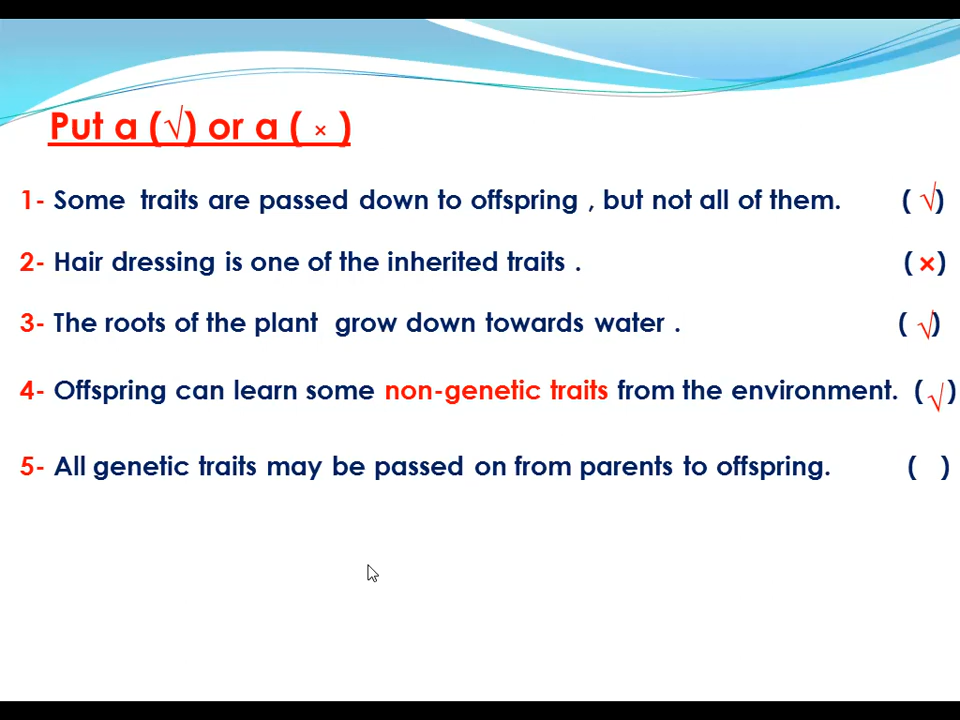 Put a (√) or a ( × )
1- Some traits are passed down to offspring , but not all of them. ( √ )
2- Hair dressing is one of the inherited traits . ( × )
3- The roots of the plant grow down towards water . ( √ )
4- Offspring can learn some non-genetic traits from the environment. ( √ )
5- All genetic traits may be passed on from parents to offspring. ( )